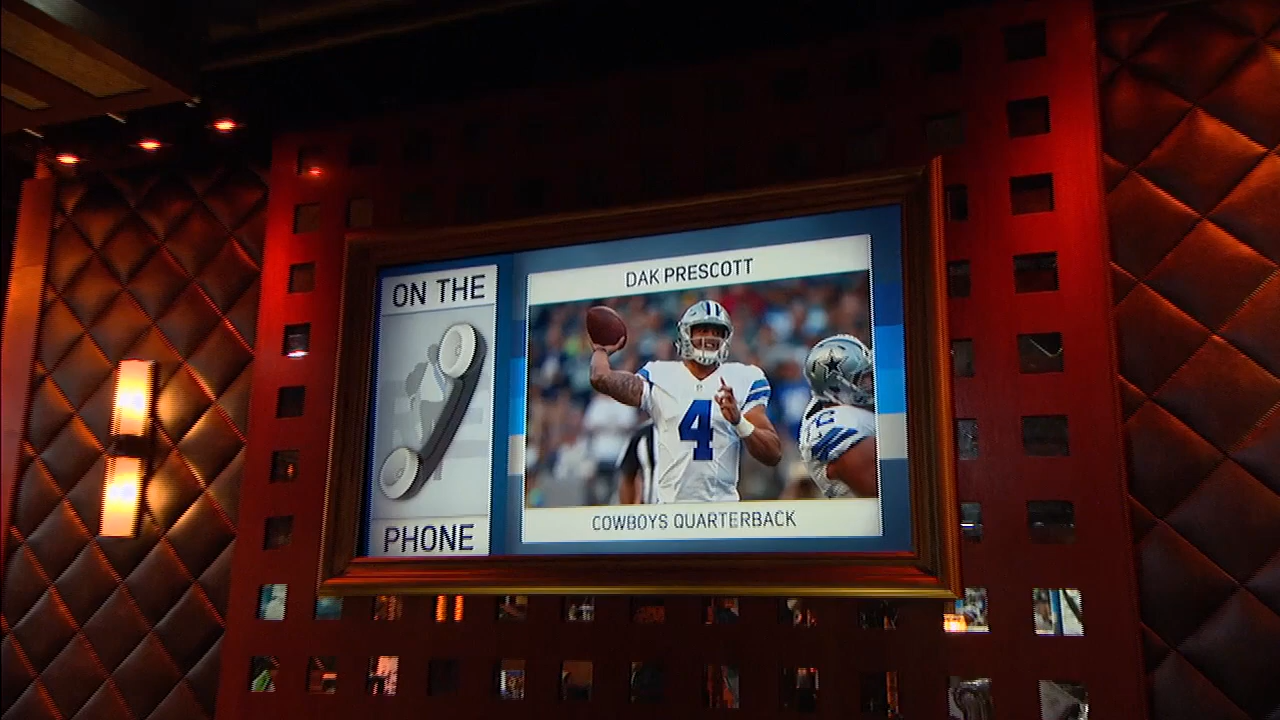 ON THE
PHONE
DAK PRESCOTT
4
COWBOYS QUARTERBACK